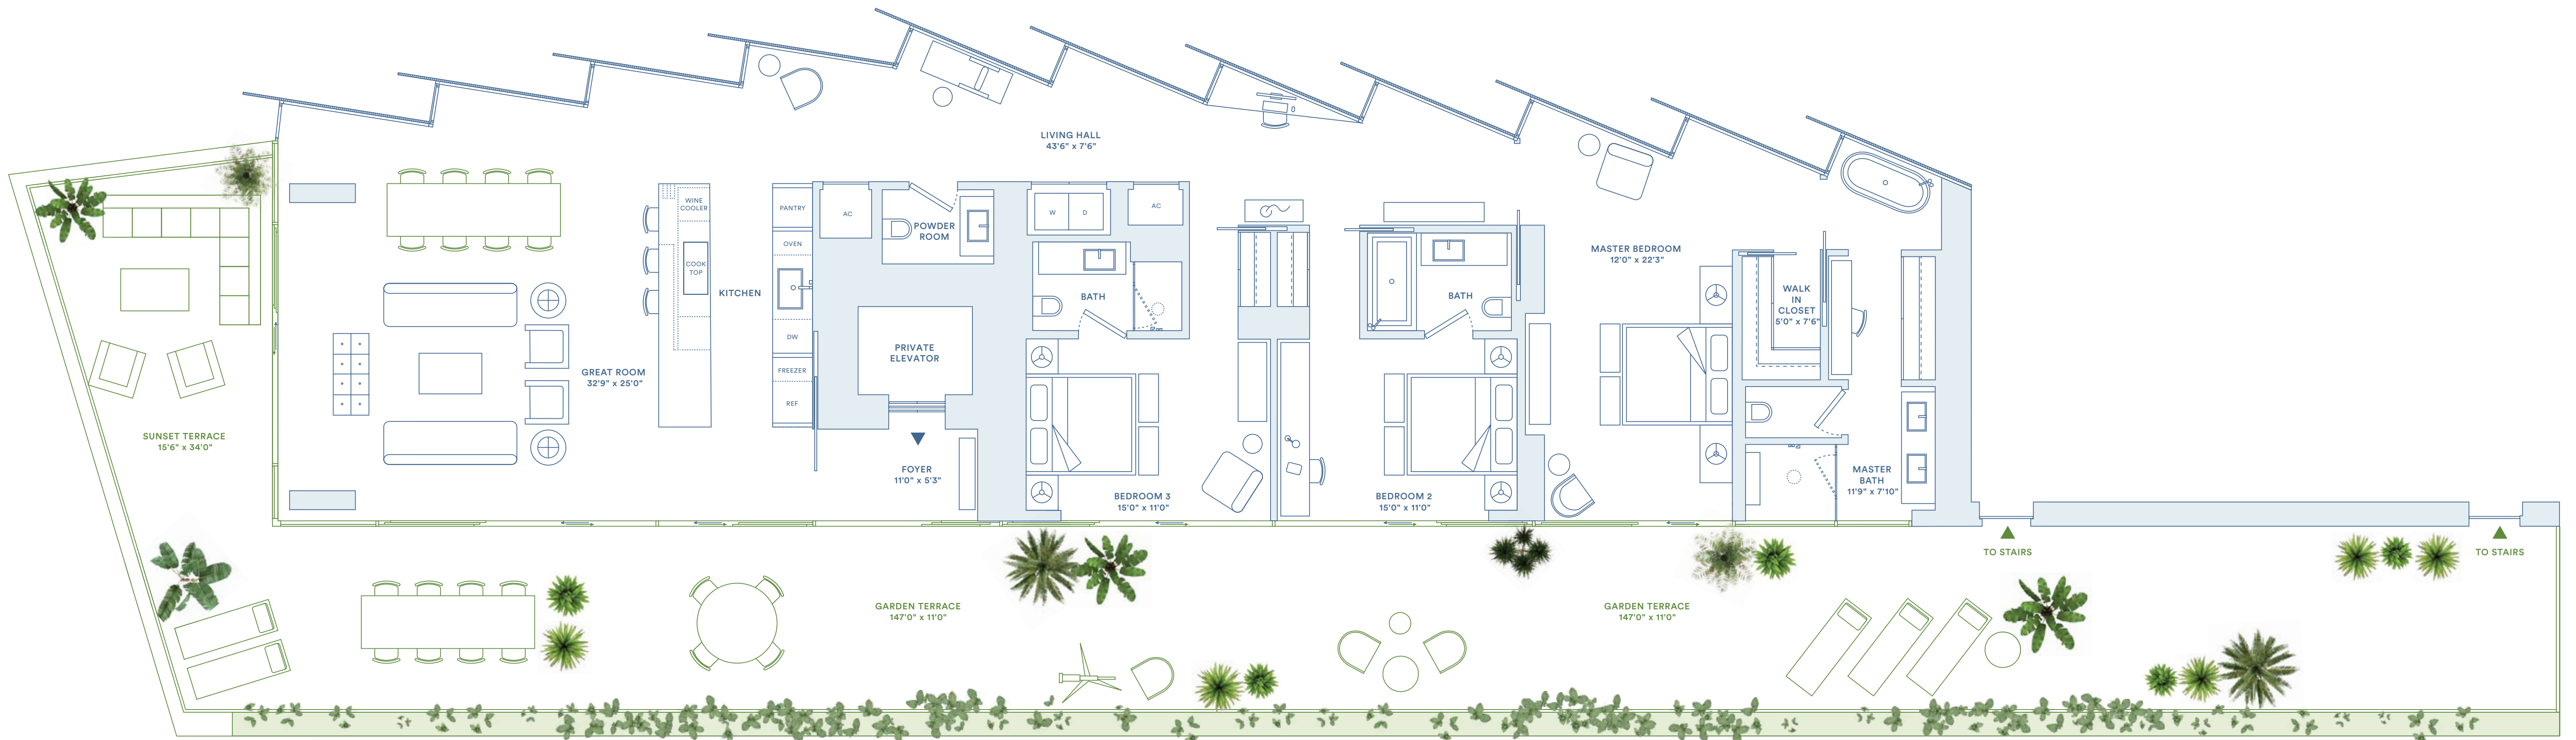 LIVING HALL
43'6" x 7'6"
WINE
COOLER
COOK
TOP
KITCHEN
PANTRY
OVEN
DW
FREEZER
REF
AC
POWDER
ROOM
W
D
AC
BATH
PRIVATE
ELEVATOR
GREAT ROOM
32'9" x 25'0"
SUNSET TERRACE
15'6" x 34'0"
FOYER
11'0" x 5'3"
BEDROOM 3
15'0" x 11'0"
BATH
BEDROOM 2
15'0" x 11'0"
MASTER BEDROOM
12'0" x 22'3"
WALK
IN
CLOSET
5'0" x 7'6"
MASTER
BATH
11'9" x 7'10"
TO STAIRS
TO STAIRS
GARDEN TERRACE
147'0" x 11'0"
GARDEN TERRACE
147'0" x 11'0"